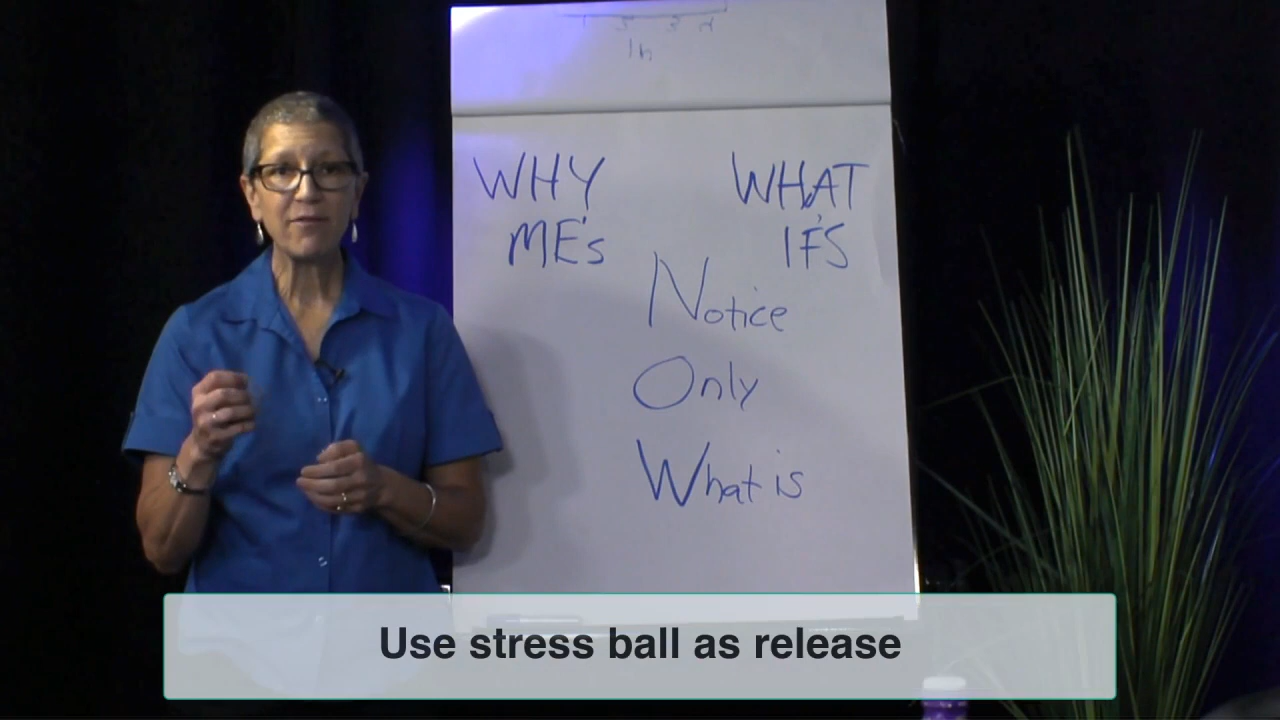 WHY
ME's
WHAT
IF'S
Notice
Only
What is
Use stress ball as release